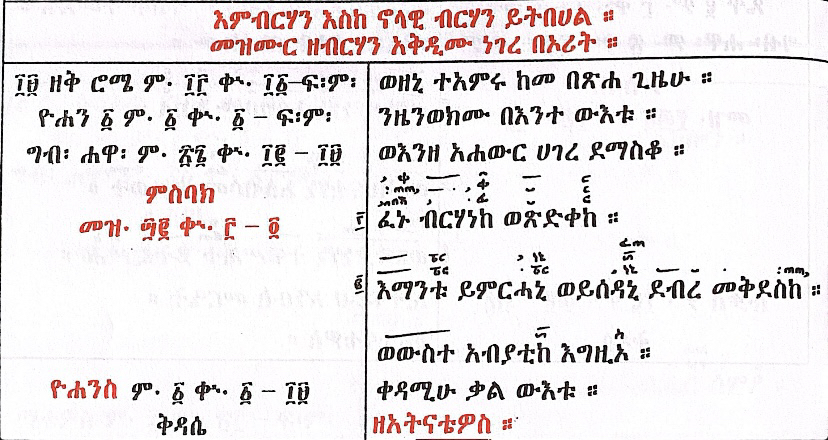 እምብርሃን እስከ ኖላዊ ብርሃን ይትበሀል ።
መዝሙር ዘብርሃን አቅዲሙ ነገረ በኦሪት ።
፲፱ ዘቅ ሮሜ ም· ፲፫ ቍ· ፲፩–ፍ፡ም፡
ዮሐን ፩ ም· ፩ ቍ· ፩ – ፍ፡ም፡
ግብ፡ ሐዋ፡ ም· ፳፮ ቍ· ፲፪ – ፲፱
ምስባክ
መዝ· ፵፪ ቍ· ፫ – ፬
ዮሐንስ ም· ፩ ቍ· ፩ – ፲፱
ቅዳሴ
ወዘኒ ተአምሩ ከመ በጽሐ ጊዜሁ ።
ንዜንወክሙ በእንተ ውእቱ ።
ወእንዘ አሐውር ሀገረ ደማስቆ ።
ፈኑ ብርሃነከ ወጽድቀከ ።
እማንቱ ይምርሓኒ ወይሰዳኒ ደብረ መቅደስከ ።
ወውስተ አብያቲከ እግዚኦ ።
ቀዳሚሁ ቃል ውእቱ ።
ዘአትናቴዎስ ።